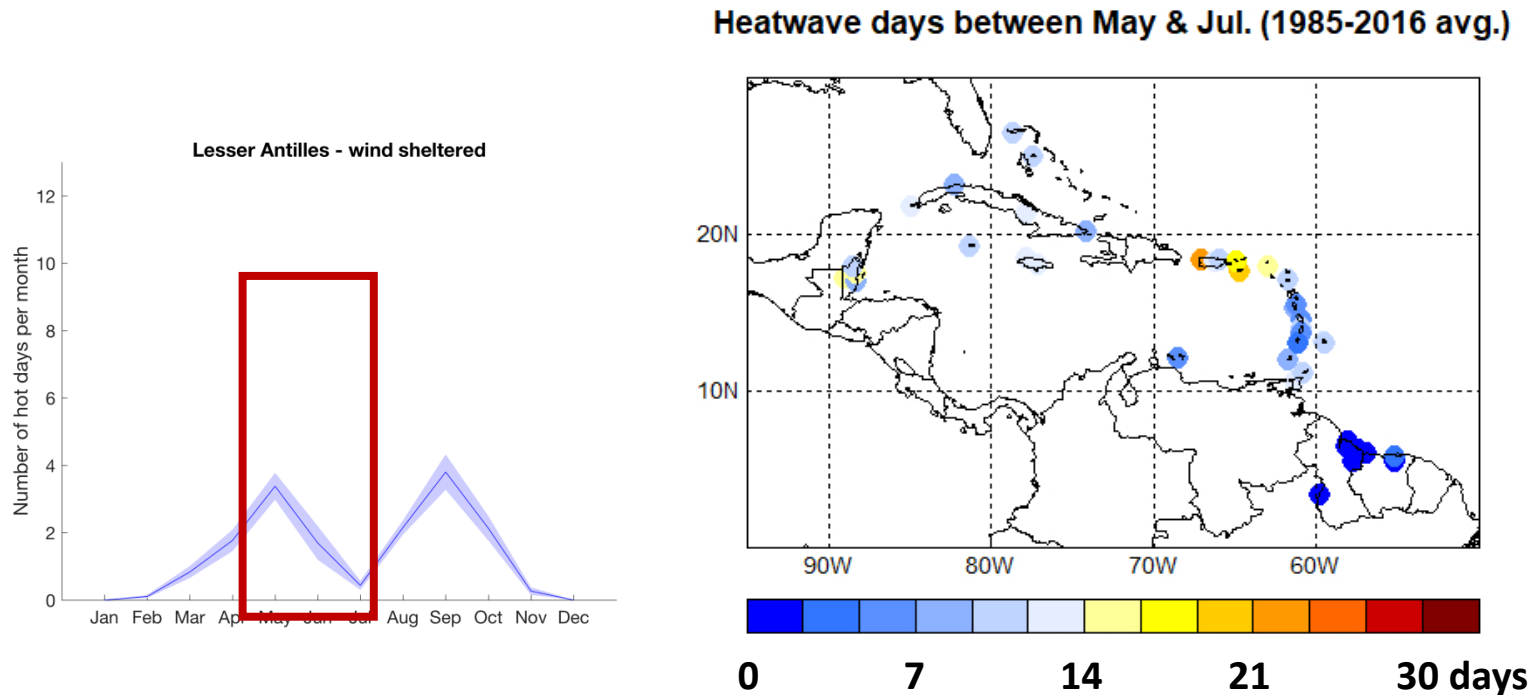 Heatwave days between May & Jul. (1985-2016 avg.)
Lesser Antilles - wind sheltered
Number of hot days per month
12
10
8
6
4
2
0
Jan Feb Mar Apr May Jun Jul Aug Sep Oct Nov Dec
20N
10N
90W 80W 70W 60W
0 7 14 21 30 days